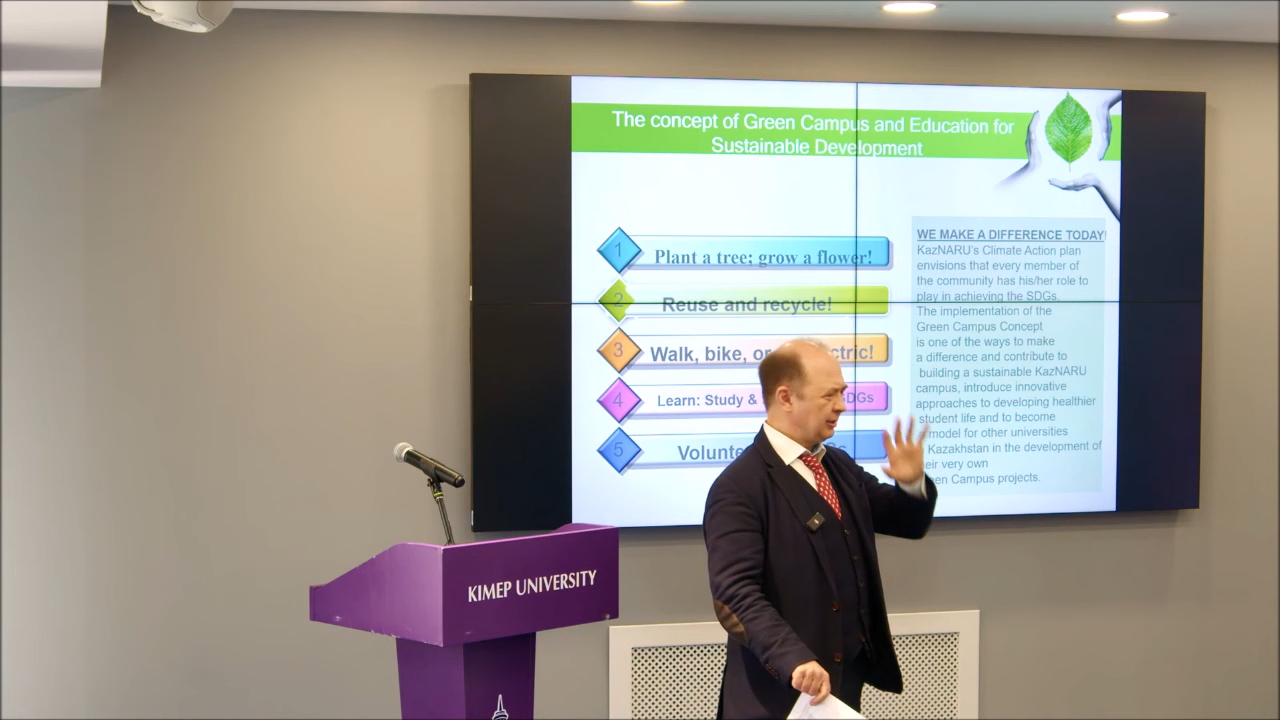 The concept of Green Campus and Education for
Sustainable Development
1 Plant a tree; grow a flower!
2 Reuse and recycle!
3 Walk, bike, or
4 Learn: Study & SDGs
5
WE MAKE A DIFFERENCE TODAY!
KazNARU's Climate Action plan
envisions that every member of
the community has his/her role to
play in achieving the SDGs.
The implementation of the
Green Campus Concept
is one of the ways to make
a difference and contribute to
building a sustainable KazNARU
campus, introduce innovative
approaches to developing healthier
student life and to become
model for other universities
Kazakhstan in the development of
very own
Campus projects.
KIMEP UNIVERSITY